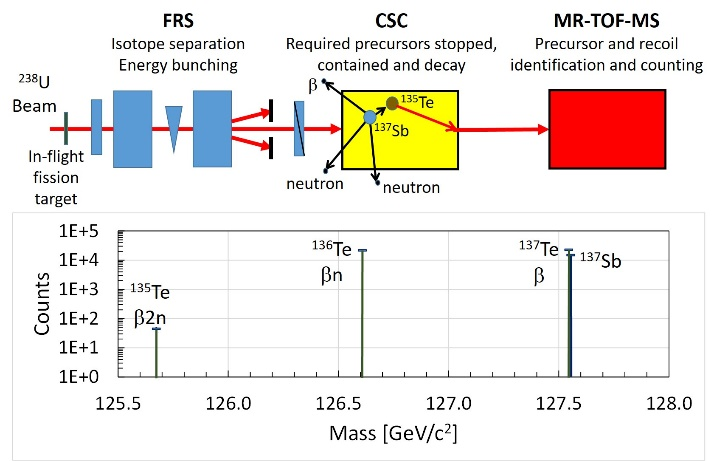 FRS
Isotope separation
Energy bunching
CSC
Required precursors stopped,
contained and decay
MR-TOF-MS
Precursor and recoil
identification and counting
²³⁸U
Beam
In-flight
fission
target
β
¹³⁵Te
¹³⁷Sb
neutron
neutron
1E+5
1E+4
1E+3
1E+2
1E+1
1E+0
Counts
¹³⁵Te
β2n
¹³⁶Te
βn
¹³⁷Te
β
¹³⁷Sb
125.5 126.0 126.5 127.0 127.5 128.0
Mass [GeV/c²]